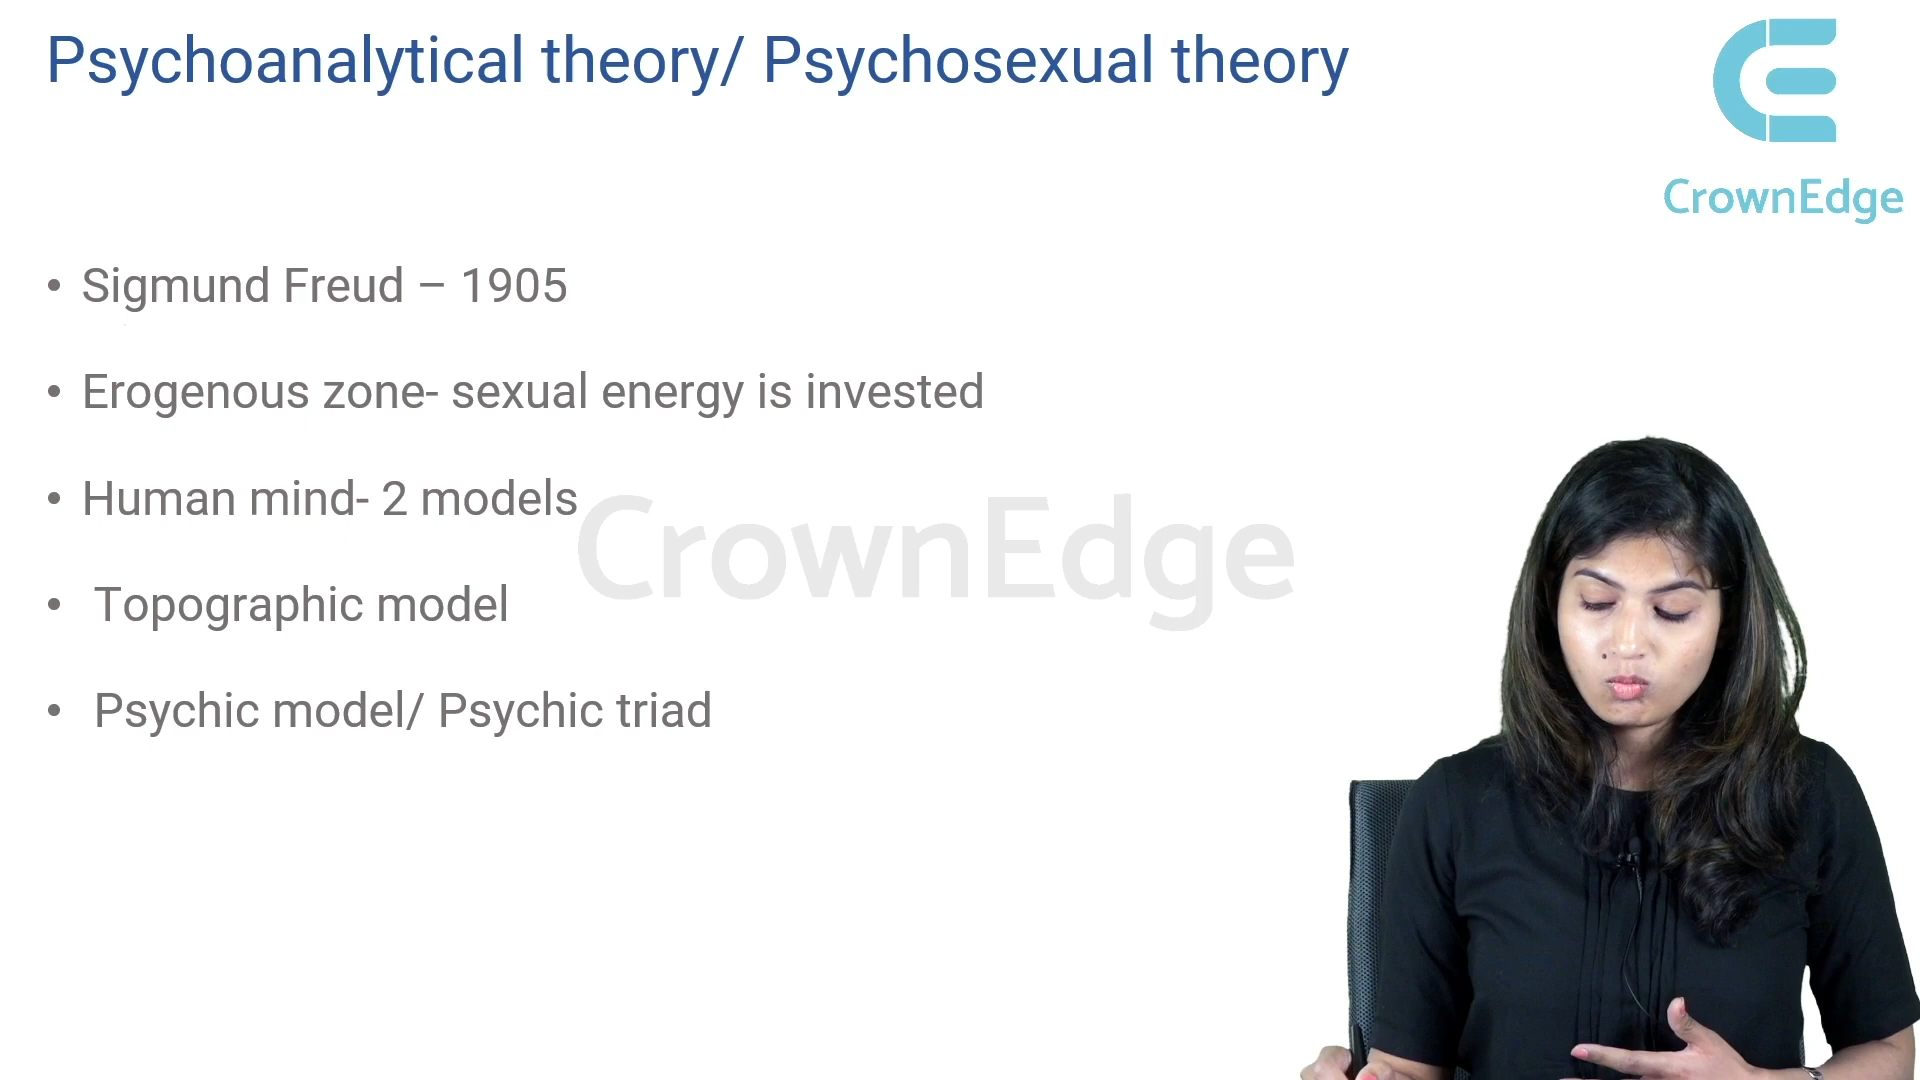 Psychoanalytical theory/ Psychosexual theory
CrownEdge
• Sigmund Freud – 1905
• Erogenous zone- sexual energy is invested
• Human mind- 2 models
CrownEdge
• Topographic model
• Psychic model/ Psychic triad